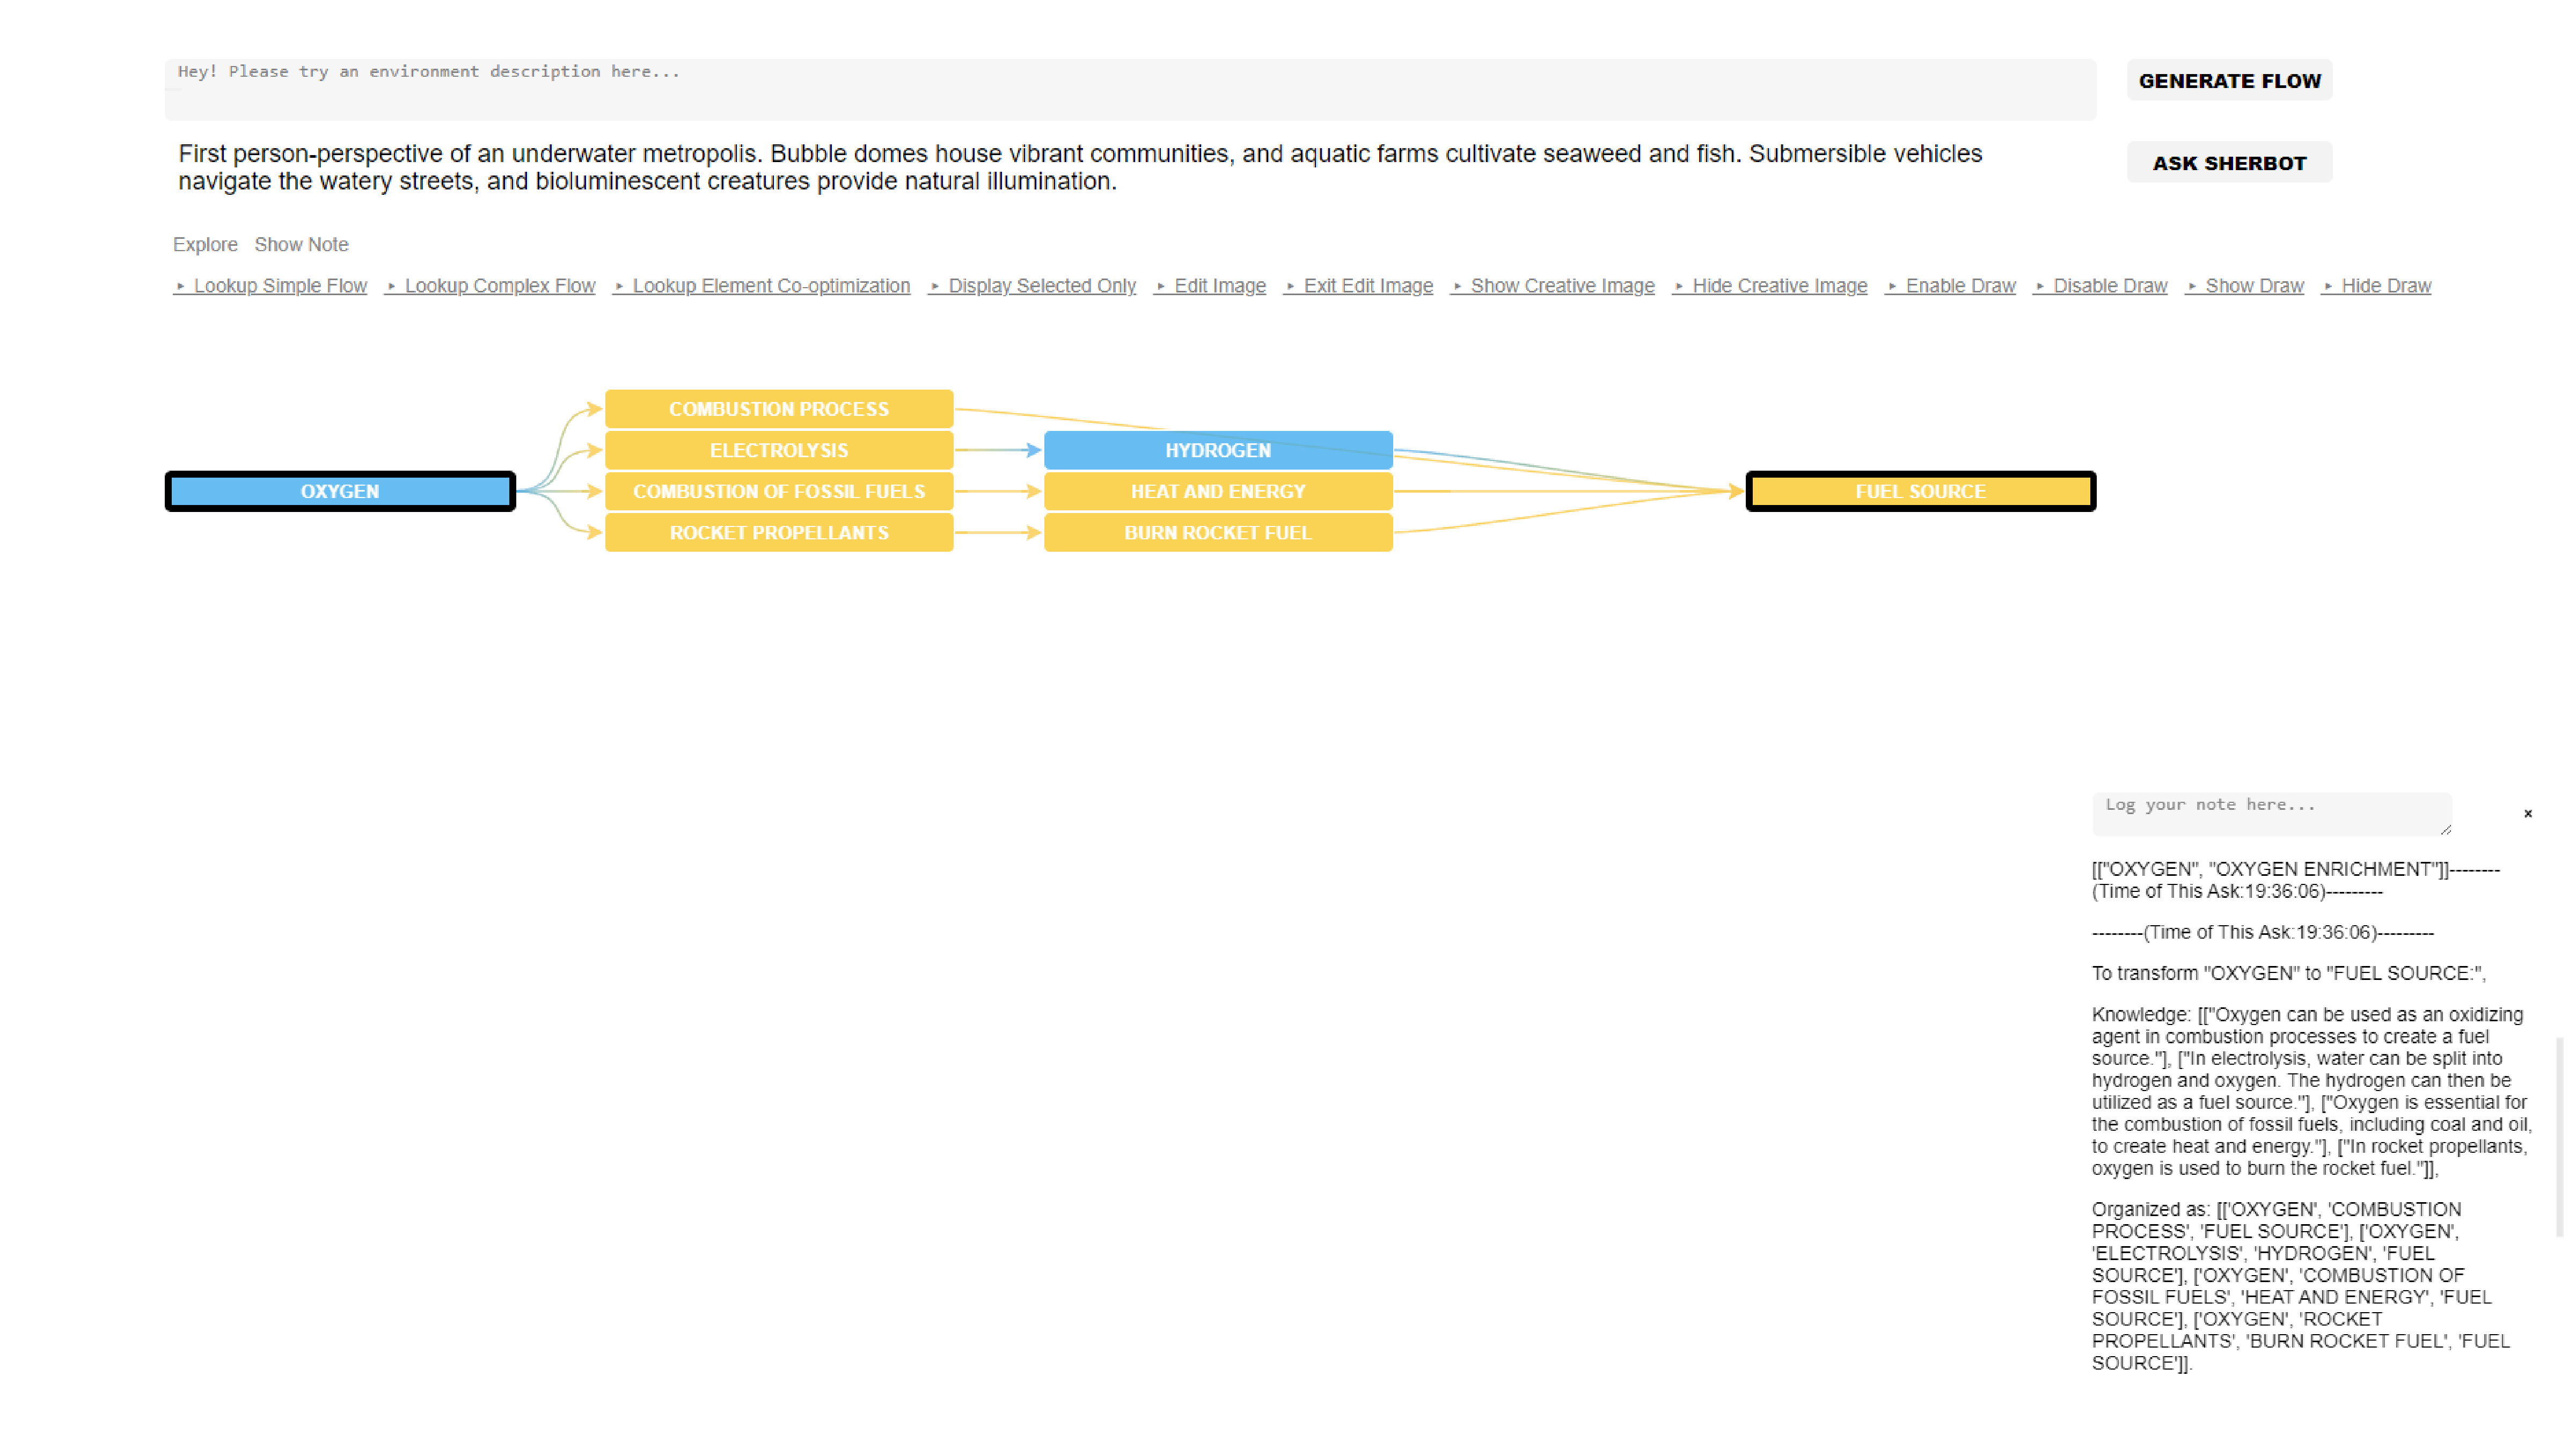 Hey! Please try an environment description here...
GENERATE FLOW
First person-perspective of an underwater metropolis. Bubble domes house vibrant communities, and aquatic farms cultivate seaweed and fish. Submersible vehicles
navigate the watery streets, and bioluminescent creatures provide natural illumination.
ASK SHERBOT
Explore Show Note
‣ Lookup Simple Flow ‣ Lookup Complex Flow ‣ Lookup Element Co-optimization ‣ Display Selected Only ‣ Edit Image ‣ Exit Edit Image ‣ Show Creative Image ‣ Hide Creative Image ‣ Enable Draw ‣ Disable Draw ‣ Show Draw ‣ Hide Draw
COMBUSTION PROCESS
ELECTROLYSIS HYDROGEN
OXYGEN COMBUSTION OF FOSSIL FUELS HEAT AND ENERGY FUEL SOURCE
ROCKET PROPELLANTS BURN ROCKET FUEL
Log your note here...
×
[["OXYGEN", "OXYGEN ENRICHMENT"]]--------
(Time of This Ask:19:36:06)---------
--------(Time of This Ask:19:36:06)---------
To transform "OXYGEN" to "FUEL SOURCE:",
Knowledge: [["Oxygen can be used as an oxidizing
agent in combustion processes to create a fuel
source."], ["In electrolysis, water can be split into
hydrogen and oxygen. The hydrogen can then be
utilized as a fuel source."], ["Oxygen is essential for
the combustion of fossil fuels, including coal and oil,
to create heat and energy."], ["In rocket propellants,
oxygen is used to burn the rocket fuel."]],
Organized as: [['OXYGEN', 'COMBUSTION
PROCESS', 'FUEL SOURCE'], ['OXYGEN',
'ELECTROLYSIS', 'HYDROGEN', 'FUEL
SOURCE'], ['OXYGEN', 'COMBUSTION OF
FOSSIL FUELS', 'HEAT AND ENERGY', 'FUEL
SOURCE'], ['OXYGEN', 'ROCKET
PROPELLANTS', 'BURN ROCKET FUEL', 'FUEL
SOURCE']].